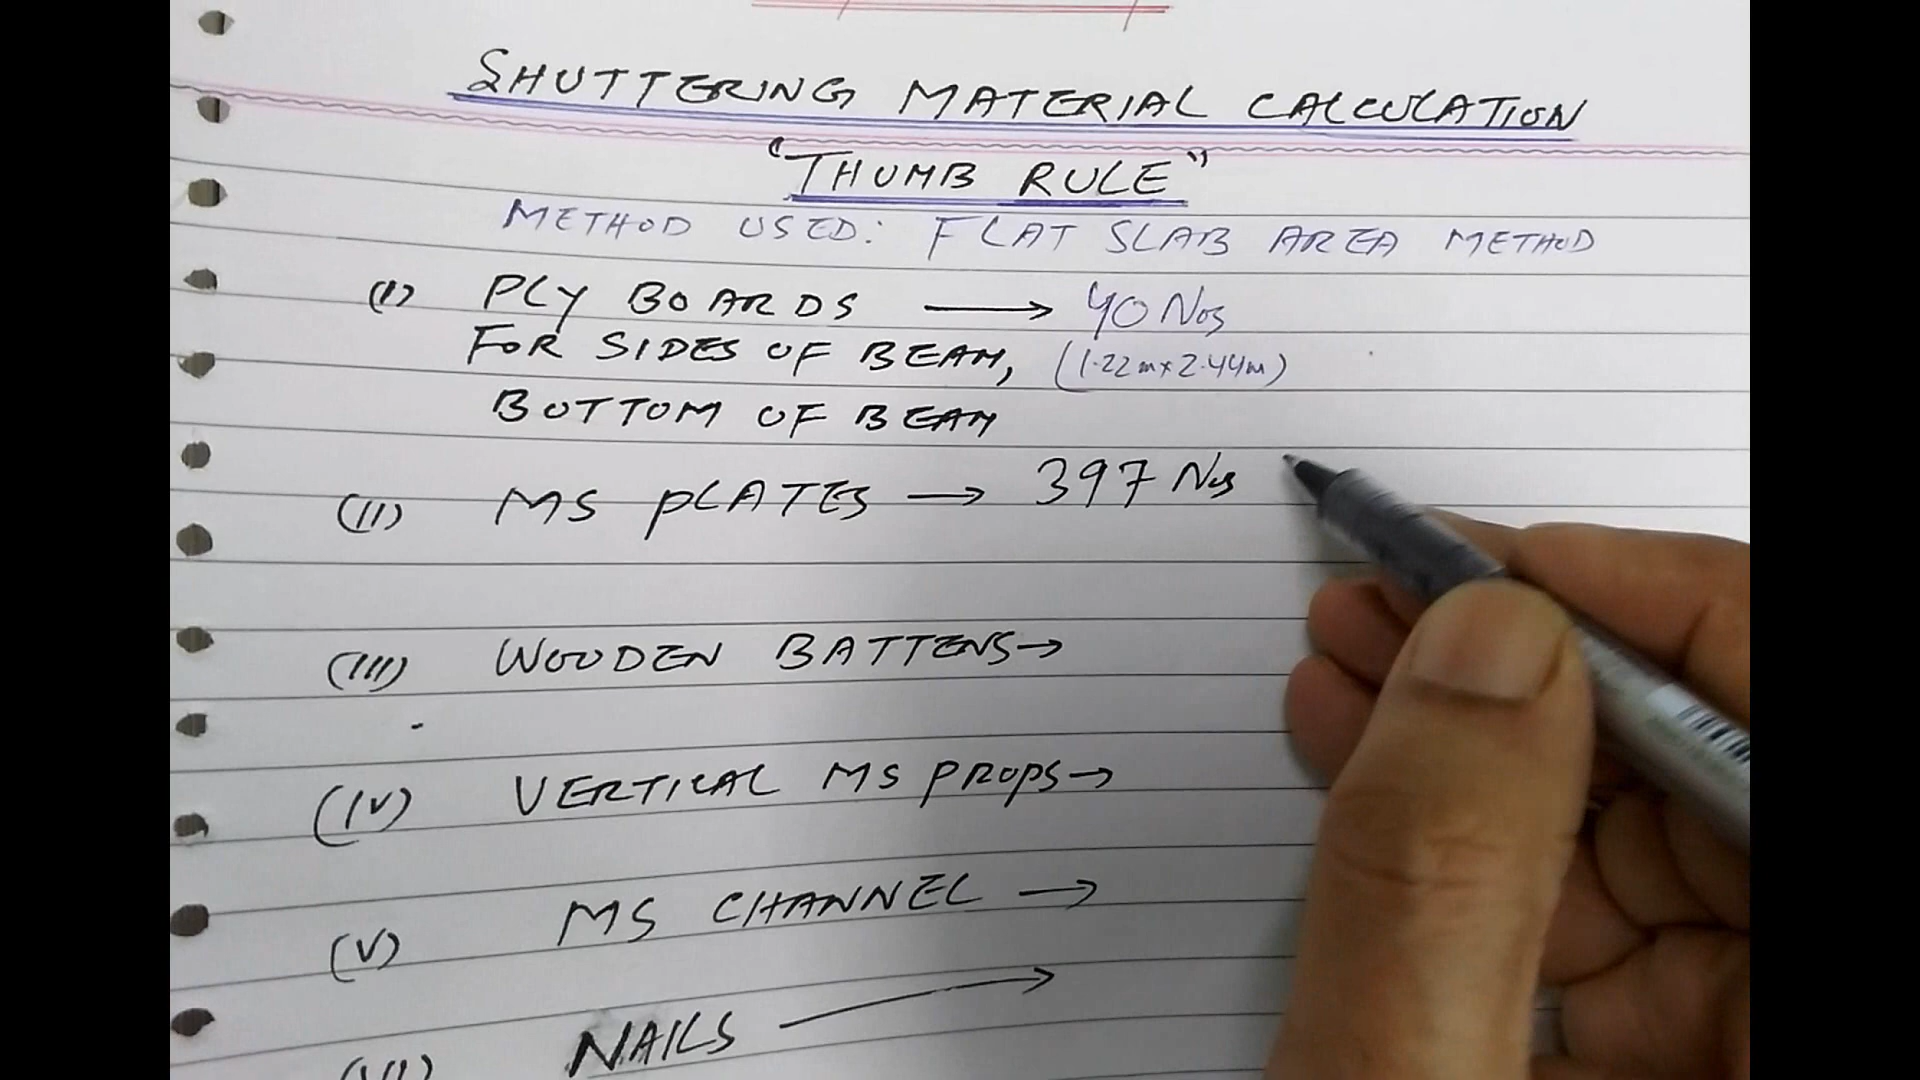 SHUTTERING MATERIAL CALCULATION
"THUMB RULE"
METHOD USED: FLAT SLAB AREA METHOD
(I) PLY BOARDS → 40 Nos
FOR SIDES OF BEAM, (1.22m x 2.44m)
BOTTOM OF BEAM
(II) MS PLATES → 397 Nos
(III) WOODEN BATTENS →
(IV) VERTICAL MS PROPS →
(V) MS CHANNEL →
(VI) NAILS →